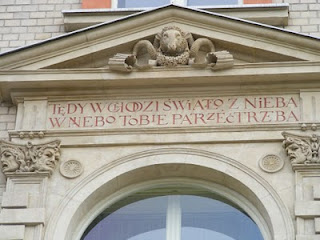 TĘDY WCHODZI ŚWIATŁO Z NIEBA
W NIEBO TOBIE PATRZEĆ TRZEBA